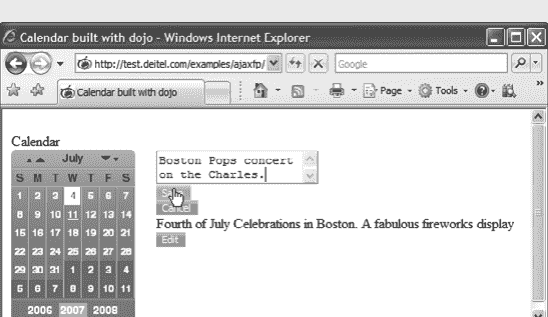 Calendar built with dojo - Windows Internet Explorer
http://test.deitel.com/examples/ajaxfp/
Google
Calendar built with dojo
Page
Tools
»
Calendar
July
S M T W T F S
1 2 3 4 5 6 7
8 9 10 11 12 13 14
15 16 17 18 19 20 21
22 23 24 25 26 27 28
29 30 31 1 2 3 4
5 6 7 8 9 10 11
2006 2007 2008
Boston Pops concert
on the Charles.
Cancel
Fourth of July Celebrations in Boston. A fabulous fireworks display
Edit